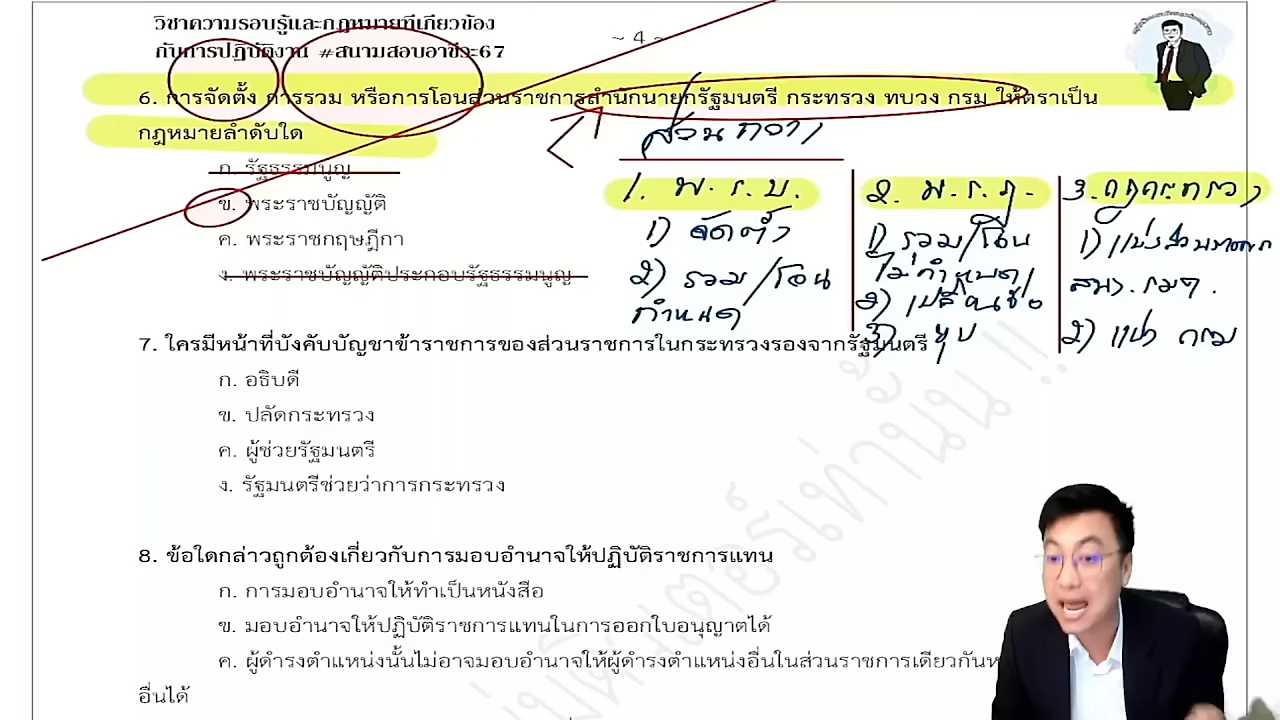 วิชาความรอบรู้และกฎหมายที่เกี่ยวข้อง
กับการปฏิบัติงาน #สนามสอบอาชีวะ67
~ 4 ~
6. การจัดตั้ง การรวม หรือการโอนส่วนราชการสำนักนายกรัฐมนตรี กระทรวง ทบวง กรม ให้ตราเป็น
กฎหมายลำดับใด
ก. รัฐธรรมนูญ
ข. พระราชบัญญัติ
ค. พระราชกฤษฎีกา
ง. พระราชบัญญัติประกอบรัฐธรรมนูญ
ส่วนกลาง
1. พ.ร.บ.
1) จัดตั้ง
2) รวม/โอน
กำหนด
2. พ.ร.ฎ.
1) รวม/โอน
ไม่กำหนด
2) เปลี่ยนชื่อ
3) ยุบ
3. กฎกระทรวง
1) แบ่งส่วนราชการ
2) แบ่ง กรม
7. ใครมีหน้าที่บังคับบัญชาข้าราชการของส่วนราชการในกระทรวงรองจากรัฐมนตรี
ก. อธิบดี
ข. ปลัดกระทรวง
ค. ผู้ช่วยรัฐมนตรี
ง. รัฐมนตรีช่วยว่าการกระทรวง
8. ข้อใดกล่าวถูกต้องเกี่ยวกับการมอบอำนาจให้ปฏิบัติราชการแทน
ก. การมอบอำนาจให้ทำเป็นหนังสือ
ข. มอบอำนาจให้ปฏิบัติราชการแทนในการออกใบอนุญาตได้
ค. ผู้ดำรงตำแหน่งนั้นไม่อาจมอบอำนาจให้ผู้ดำรงตำแหน่งอื่นในส่วนราชการเดียวกันห
อื่นได้